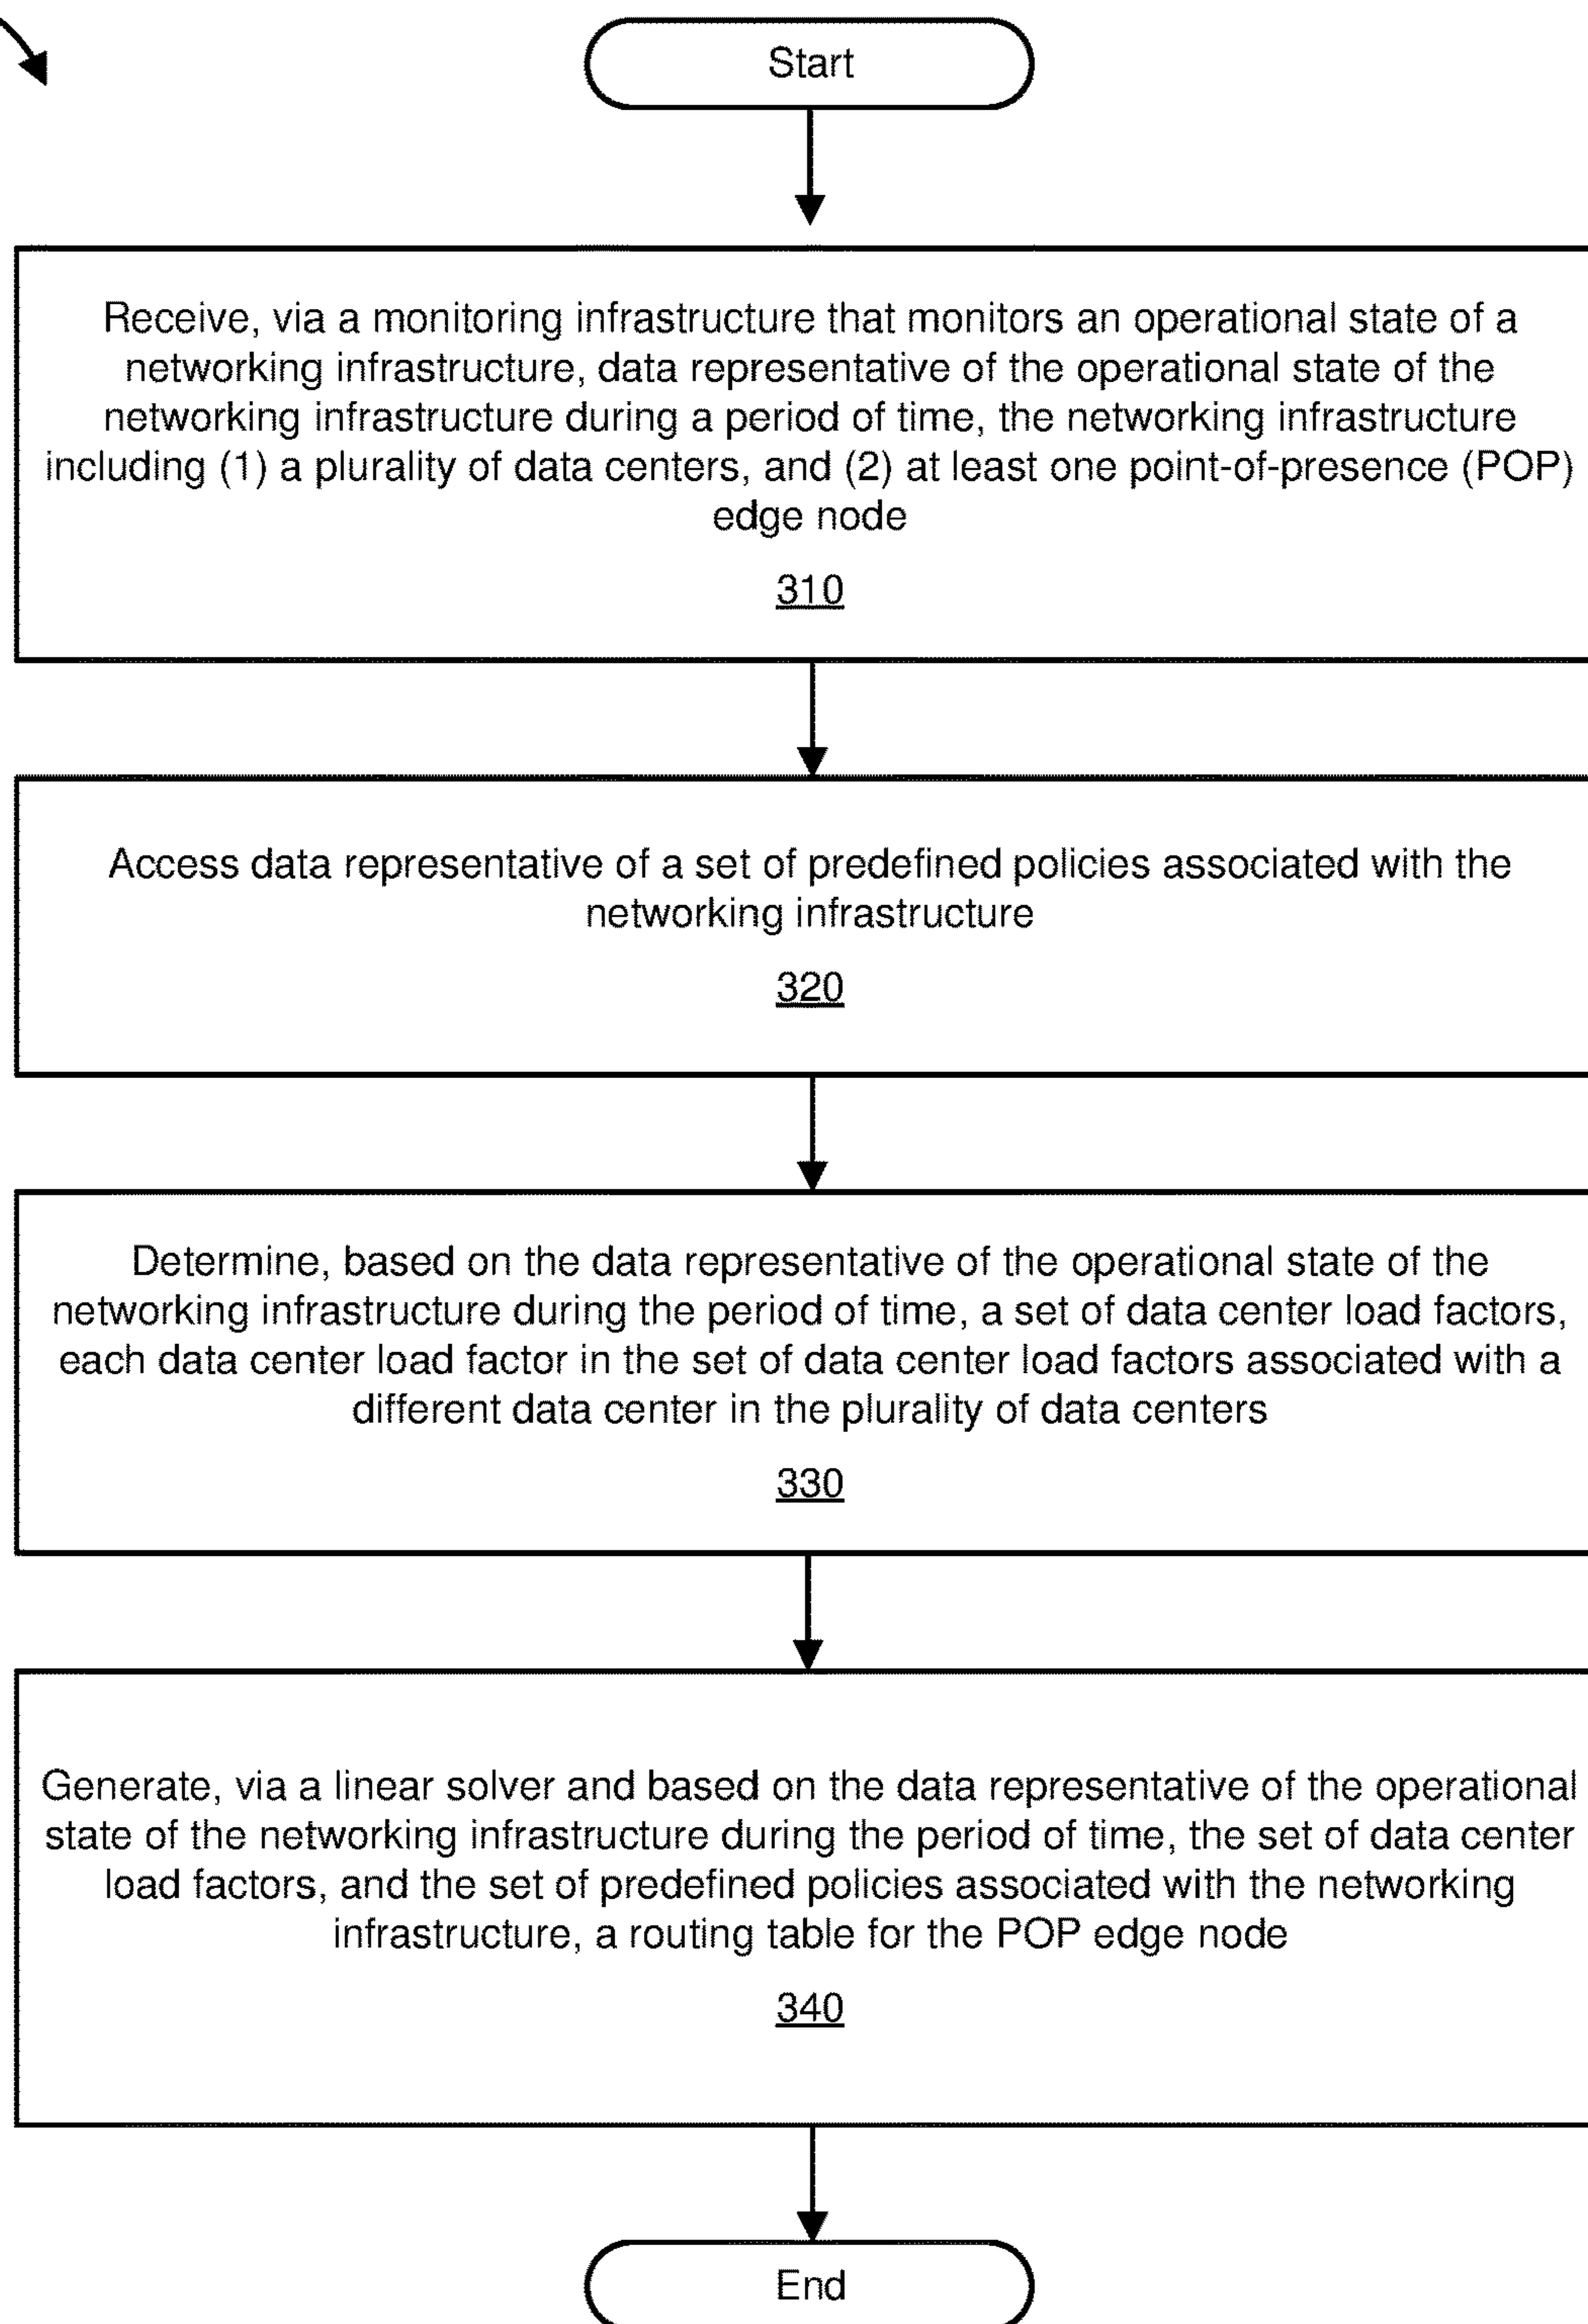 Start
Receive, via a monitoring infrastructure that monitors an operational state of a
networking infrastructure, data representative of the operational state of the
networking infrastructure during a period of time, the networking infrastructure
including (1) a plurality of data centers, and (2) at least one point-of-presence (POP)
edge node
310
Access data representative of a set of predefined policies associated with the
networking infrastructure
320
Determine, based on the data representative of the operational state of the
networking infrastructure during the period of time, a set of data center load factors,
each data center load factor in the set of data center load factors associated with a
different data center in the plurality of data centers
330
Generate, via a linear solver and based on the data representative of the operational
state of the networking infrastructure during the period of time, the set of data center
load factors, and the set of predefined policies associated with the networking
infrastructure, a routing table for the POP edge node
340
End